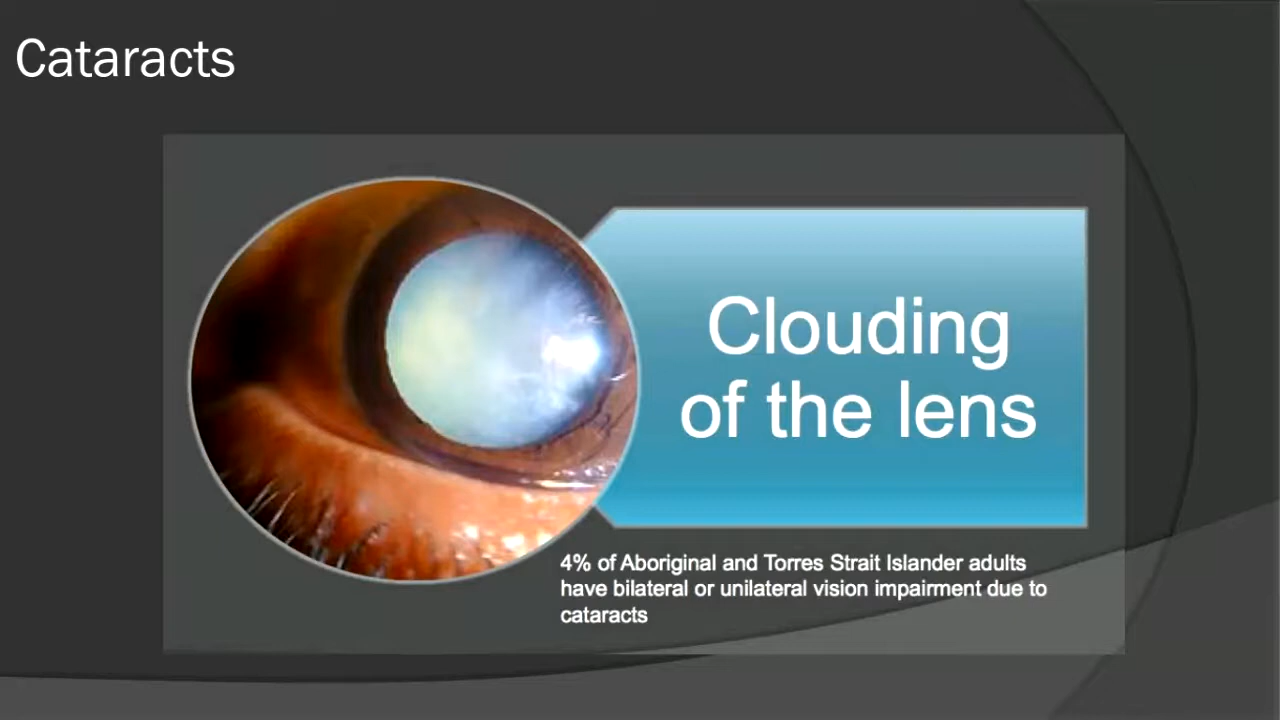 Cataracts
Clouding
of the lens
4% of Aboriginal and Torres Strait Islander adults
have bilateral or unilateral vision impairment due to
cataracts